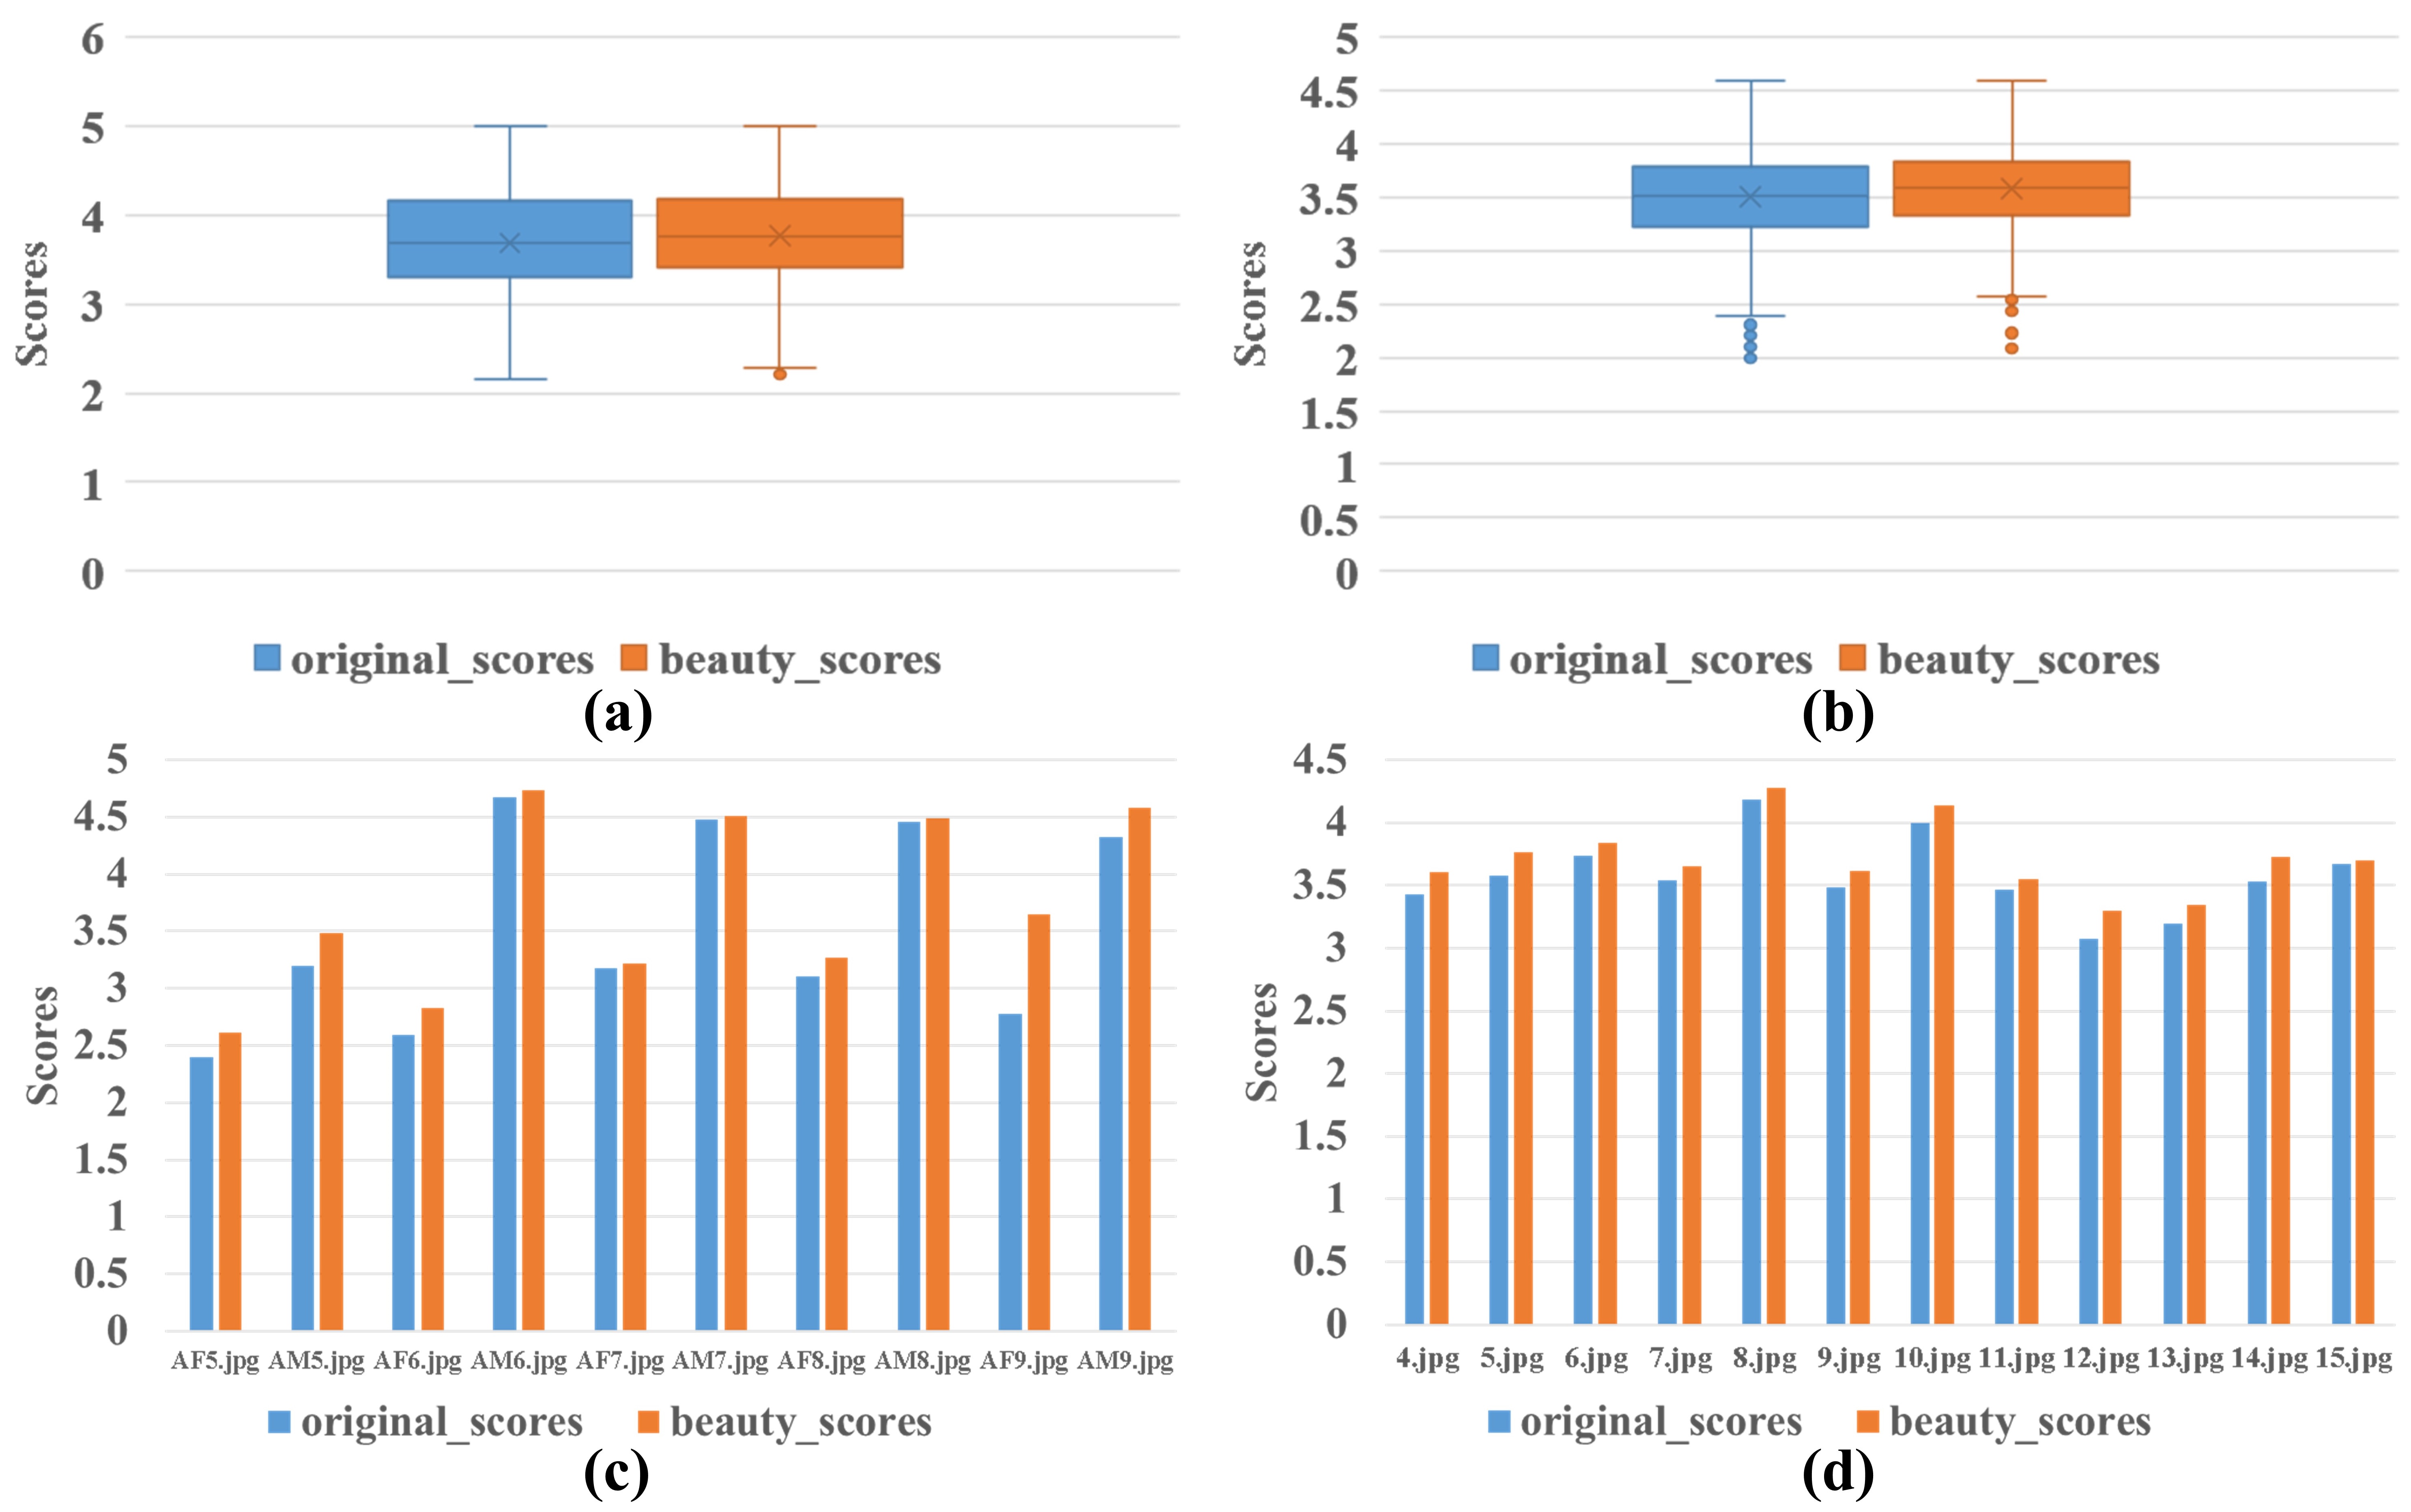 6
5
4
3
2
1
0
Scores
original_scores beauty_scores
(a)
5
4.5
4
3.5
3
2.5
2
1.5
1
0.5
0
Scores
original_scores beauty_scores
(b)
5
4.5
4
3.5
3
2.5
2
1.5
1
0.5
0
Scores
AF5.jpg AM5.jpg AF6.jpg AM6.jpg AF7.jpg AM7.jpg AF8.jpg AM8.jpg AF9.jpg AM9.jpg
original_scores beauty_scores
(c)
4.5
4
3.5
3
2.5
2
1.5
1
0.5
0
Scores
4.jpg 5.jpg 6.jpg 7.jpg 8.jpg 9.jpg 10.jpg 11.jpg 12.jpg 13.jpg 14.jpg 15.jpg
original_scores beauty_scores
(d)